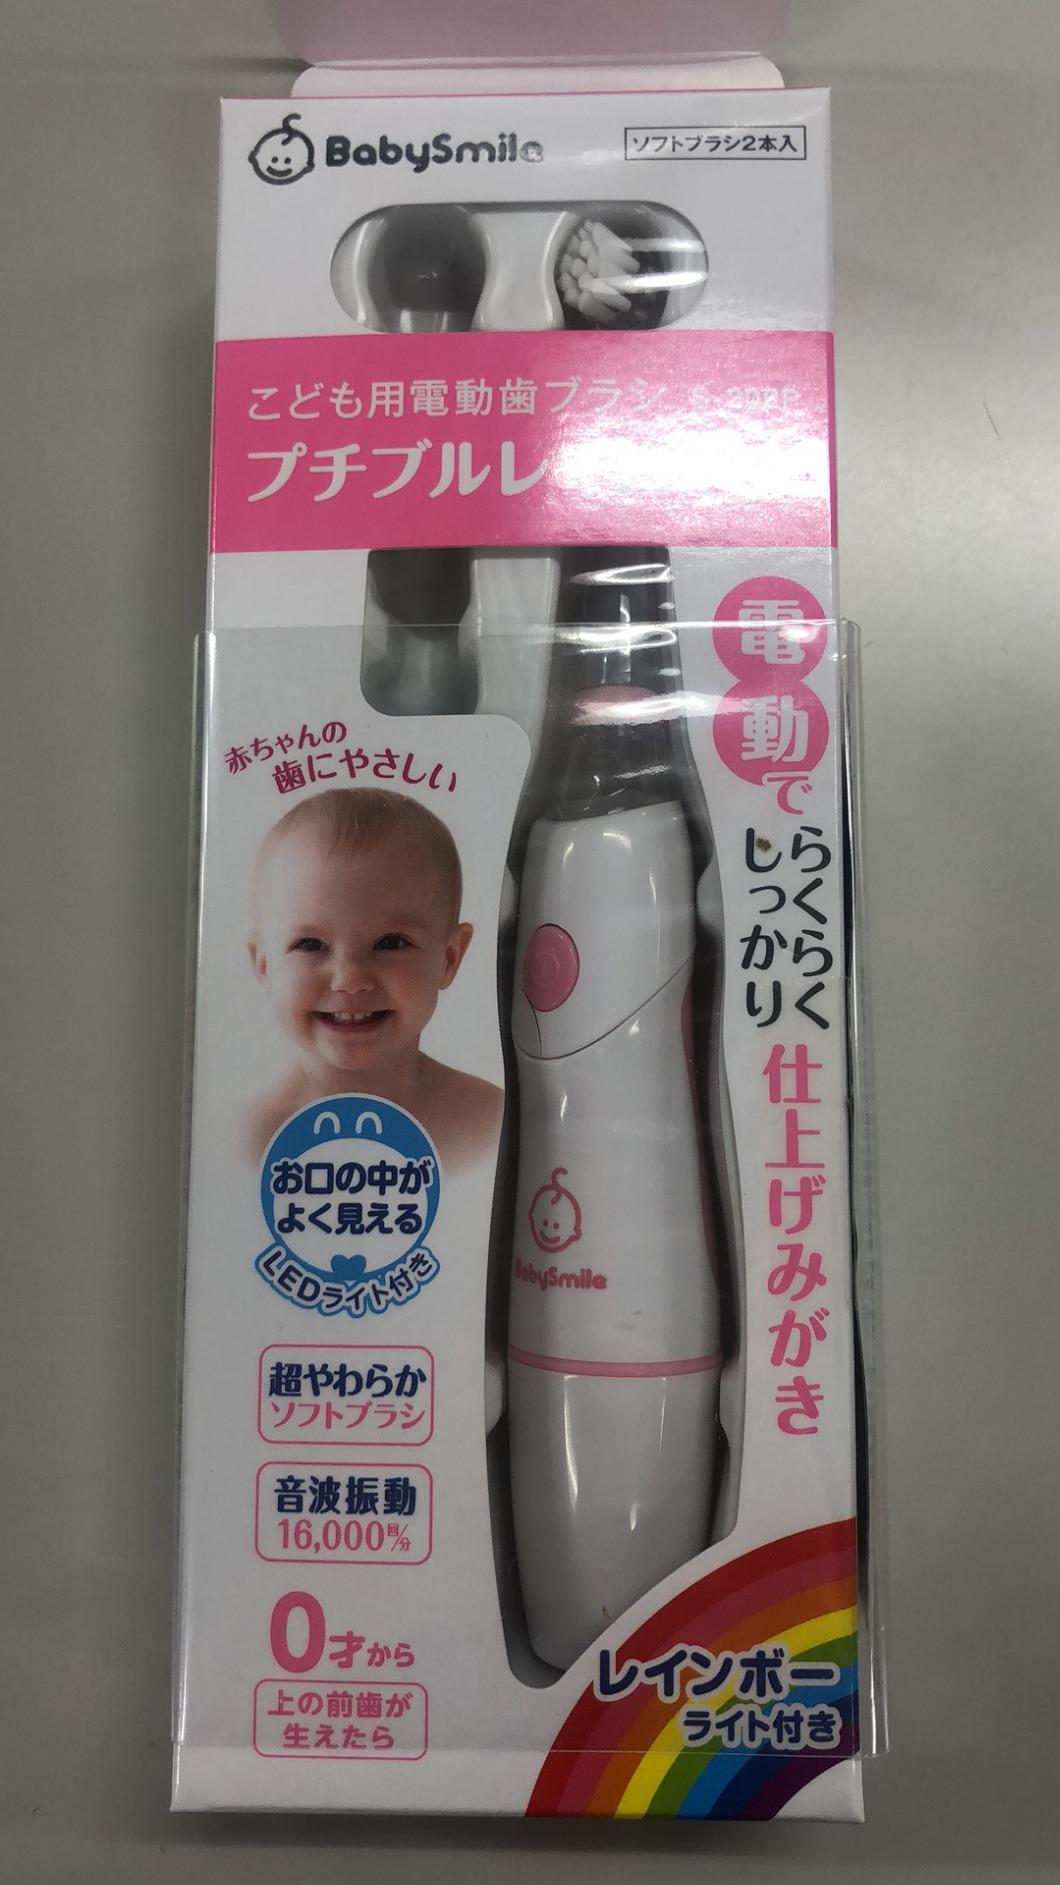 BabySmile
ソフトブラシ2本入
こども用電動歯ブラシ
プチブルレ
電動で
らくらく
しっかり
仕上げみがき
赤ちゃんの
歯にやさしい
お口の中が
よく見える
LEDライト付き
BabySmile
超やわらか
ソフトブラシ
音波振動
16,000回/分
0才から
上の前歯が
生えたら
レインボー
ライト付き